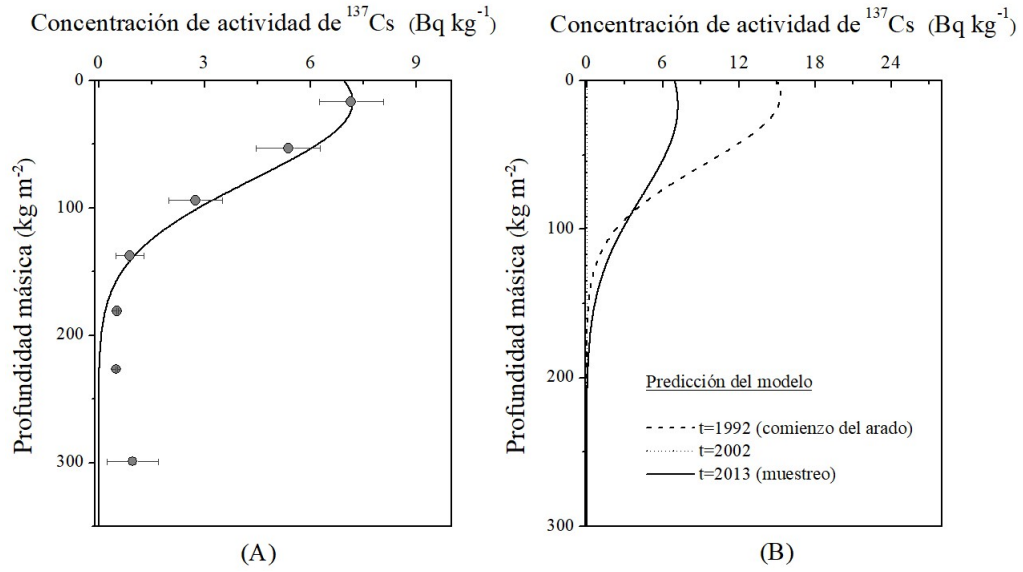 Concentración de actividad de ¹³⁷Cs (Bq kg⁻¹)
0 3 6 9
Profundidad másica (kg m⁻²)
0
100
200
300
(A)
Concentración de actividad de ¹³⁷Cs (Bq kg⁻¹)
0 6 12 18 24
Profundidad másica (kg m⁻²)
0
100
200
300
Predicción del modelo
t=1992 (comienzo del arado)
t=2002
t=2013 (muestreo)
(B)